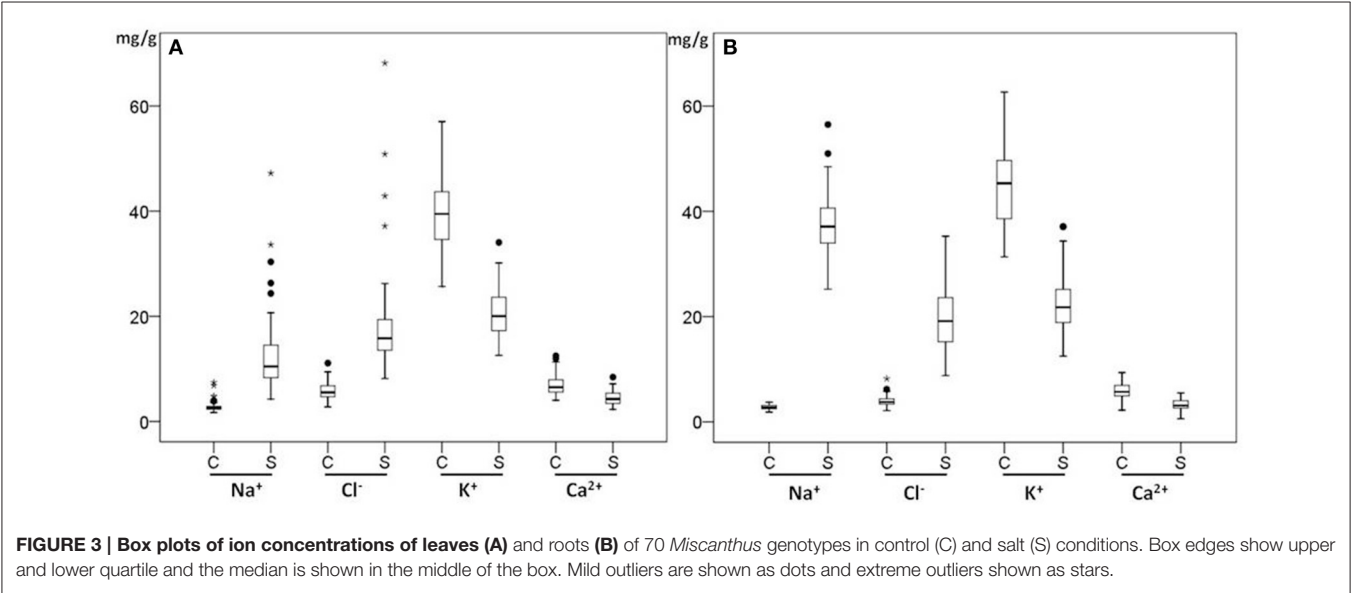 mg/g A
60
40
20
0
C S C S C S C S
Na⁺ Cl⁻ K⁺ Ca²⁺
mg/g B
60
40
20
0
C S C S C S C S
Na⁺ Cl⁻ K⁺ Ca²⁺
FIGURE 3 | Box plots of ion concentrations of leaves (A) and roots (B) of 70 Miscanthus genotypes in control (C) and salt (S) conditions. Box edges show upper
and lower quartile and the median is shown in the middle of the box. Mild outliers are shown as dots and extreme outliers shown as stars.